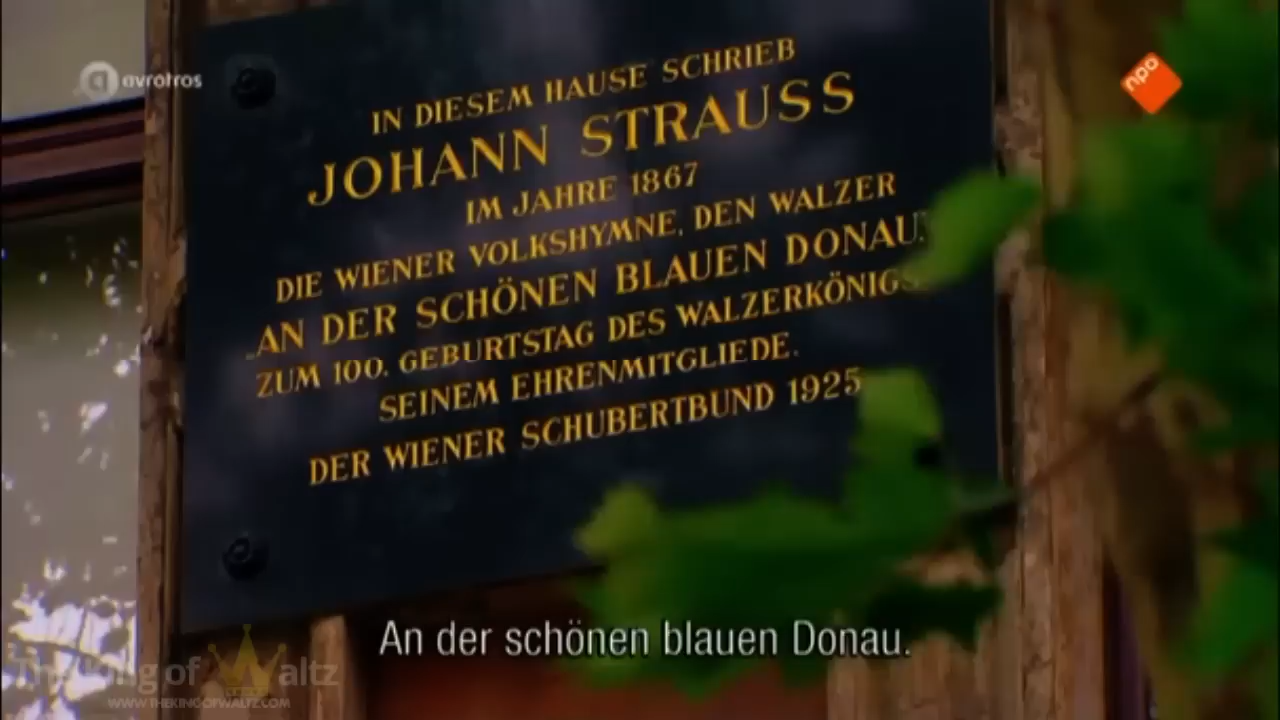 avrotros
npo
IN DIESEM HAUSE SCHRIEB
JOHANN STRAUSS
IM JAHRE 1867
DIE WIENER VOLKSHYMNE, DEN WALZER
„AN DER SCHÖNEN BLAUEN DONAU“
ZUM 100. GEBURTSTAG DES WALZERKÖNIGS
SEINEM EHRENMITGLIEDE.
DER WIENER SCHUBERTBUND 1925
An der schönen blauen Donau.
The King of Waltz
WWW.THEKINGOFWALTZ.COM